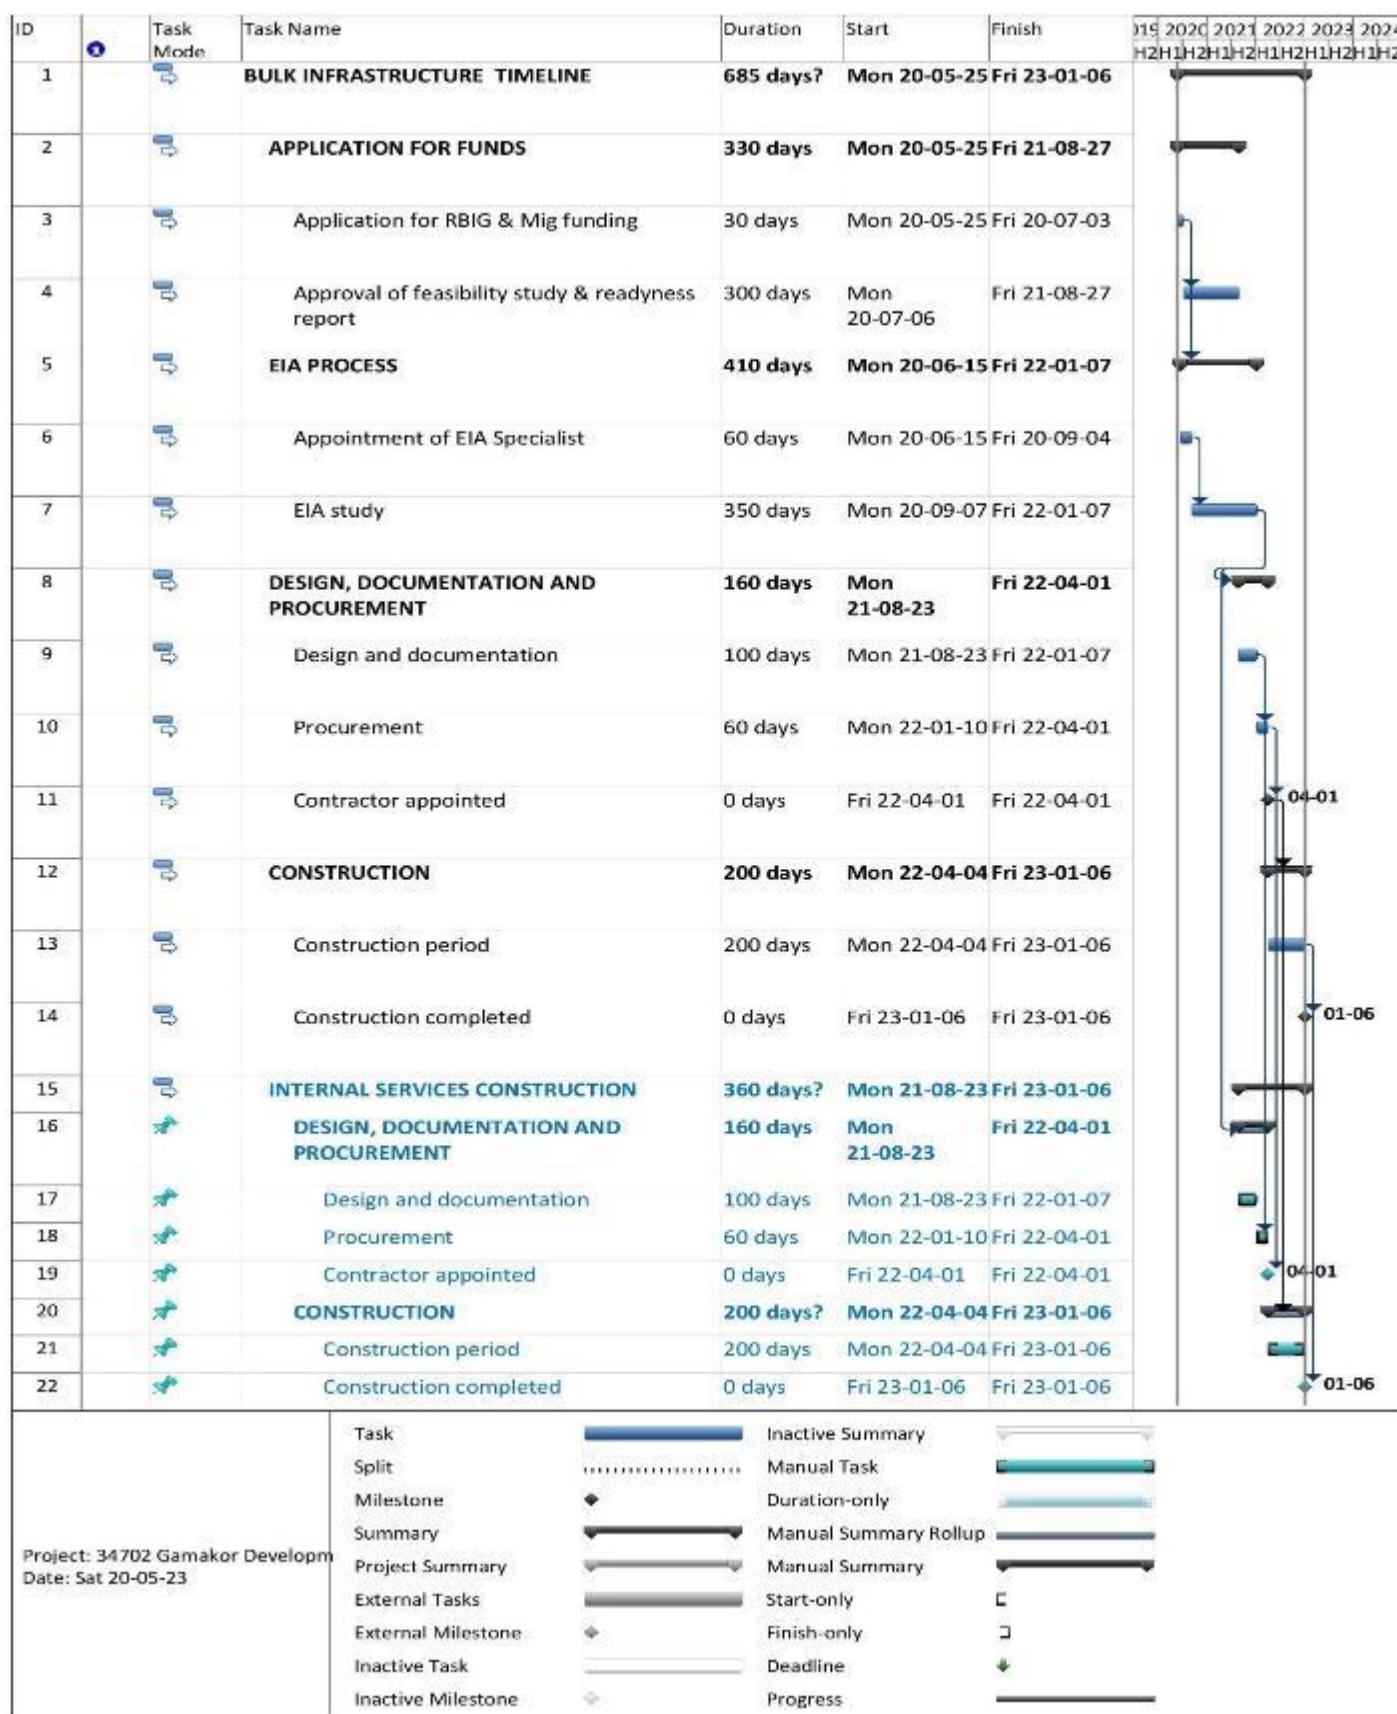 ID Task Mode Task Name Duration Start Finish 019 2020 2021 2022 2023 2024
H2H1H2H1H2H1H2H1H2H1H2
1 BULK INFRASTRUCTURE TIMELINE 685 days? Mon 20-05-25 Fri 23-01-06
2 APPLICATION FOR FUNDS 330 days Mon 20-05-25 Fri 21-08-27
3 Application for RBIG & Mig funding 30 days Mon 20-05-25 Fri 20-07-03
4 Approval of feasibility study & readyness 300 days Mon Fri 21-08-27
report 20-07-06
5 EIA PROCESS 410 days Mon 20-06-15 Fri 22-01-07
6 Appointment of EIA Specialist 60 days Mon 20-06-15 Fri 20-09-04
7 EIA study 350 days Mon 20-09-07 Fri 22-01-07
8 DESIGN, DOCUMENTATION AND 160 days Mon Fri 22-04-01
PROCUREMENT 21-08-23
9 Design and documentation 100 days Mon 21-08-23 Fri 22-01-07
10 Procurement 60 days Mon 22-01-10 Fri 22-04-01
11 Contractor appointed 0 days Fri 22-04-01 Fri 22-04-01 04-01
12 CONSTRUCTION 200 days Mon 22-04-04 Fri 23-01-06
13 Construction period 200 days Mon 22-04-04 Fri 23-01-06
14 Construction completed 0 days Fri 23-01-06 Fri 23-01-06 01-06
15 INTERNAL SERVICES CONSTRUCTION 360 days? Mon 21-08-23 Fri 23-01-06
16 DESIGN, DOCUMENTATION AND 160 days Mon Fri 22-04-01
PROCUREMENT 21-08-23
17 Design and documentation 100 days Mon 21-08-23 Fri 22-01-07
18 Procurement 60 days Mon 22-01-10 Fri 22-04-01
19 Contractor appointed 0 days Fri 22-04-01 Fri 22-04-01 04-01
20 CONSTRUCTION 200 days? Mon 22-04-04 Fri 23-01-06
21 Construction period 200 days Mon 22-04-04 Fri 23-01-06
22 Construction completed 0 days Fri 23-01-06 Fri 23-01-06 01-06
Project: 34702 Gamakor Developm
Date: Sat 20-05-23
Task
Split
Milestone
Summary
Project Summary
External Tasks
External Milestone
Inactive Task
Inactive Milestone
Inactive Summary
Manual Task
Duration-only
Manual Summary Rollup
Manual Summary
Start-only
Finish-only
Deadline
Progress